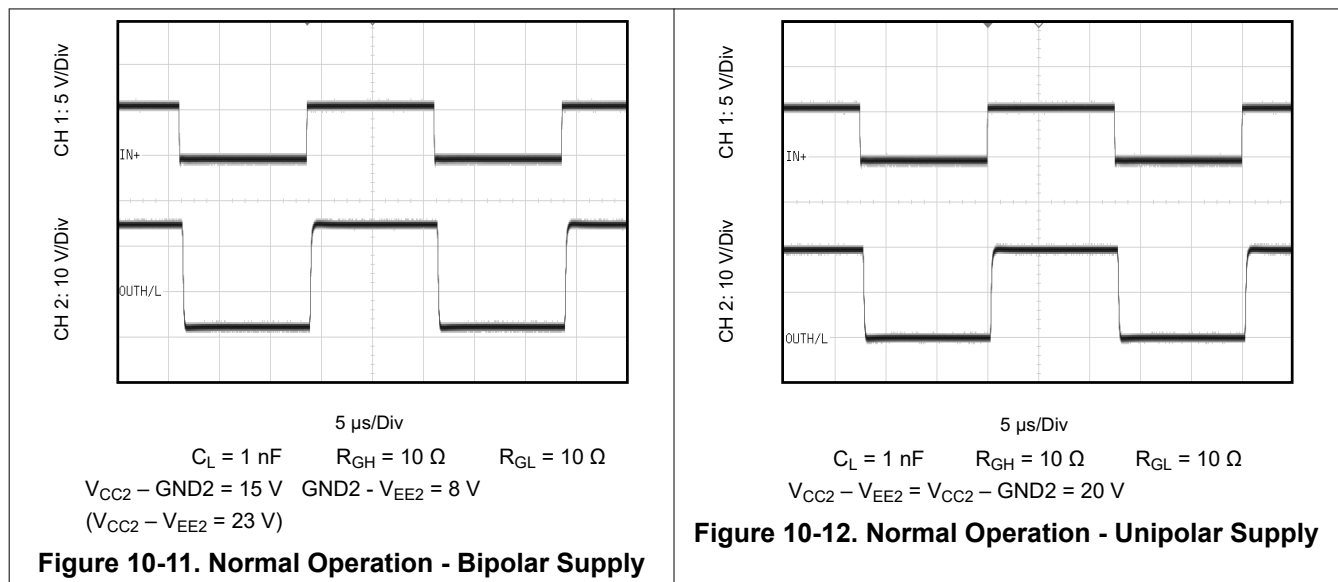 CH 1: 5 V/Div
CH 2: 10 V/Div
IN+
OUTH/L
5 µs/Div
C_L = 1 nF R_GH = 10 Ω R_GL = 10 Ω
V_CC2 – GND2 = 15 V GND2 - V_EE2 = 8 V
(V_CC2 – V_EE2 = 23 V)
Figure 10-11. Normal Operation - Bipolar Supply
CH 1: 5 V/Div
CH 2: 10 V/Div
IN+
OUTH/L
5 µs/Div
C_L = 1 nF R_GH = 10 Ω R_GL = 10 Ω
V_CC2 – V_EE2 = V_CC2 – GND2 = 20 V
Figure 10-12. Normal Operation - Unipolar Supply